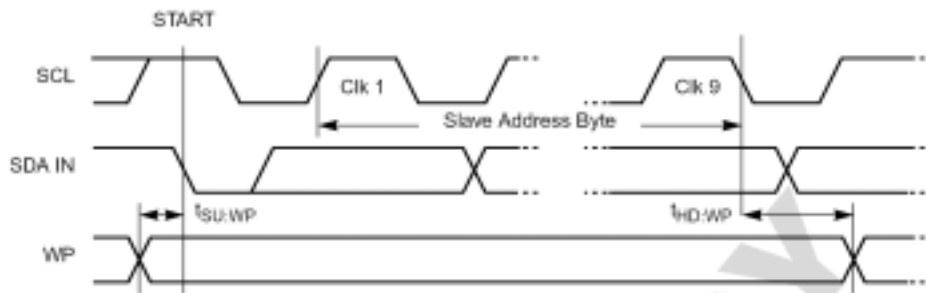 START
SCL
Clk 1
Clk 9
Slave Address Byte
SDA IN
tSU:WP
tHD:WP
WP